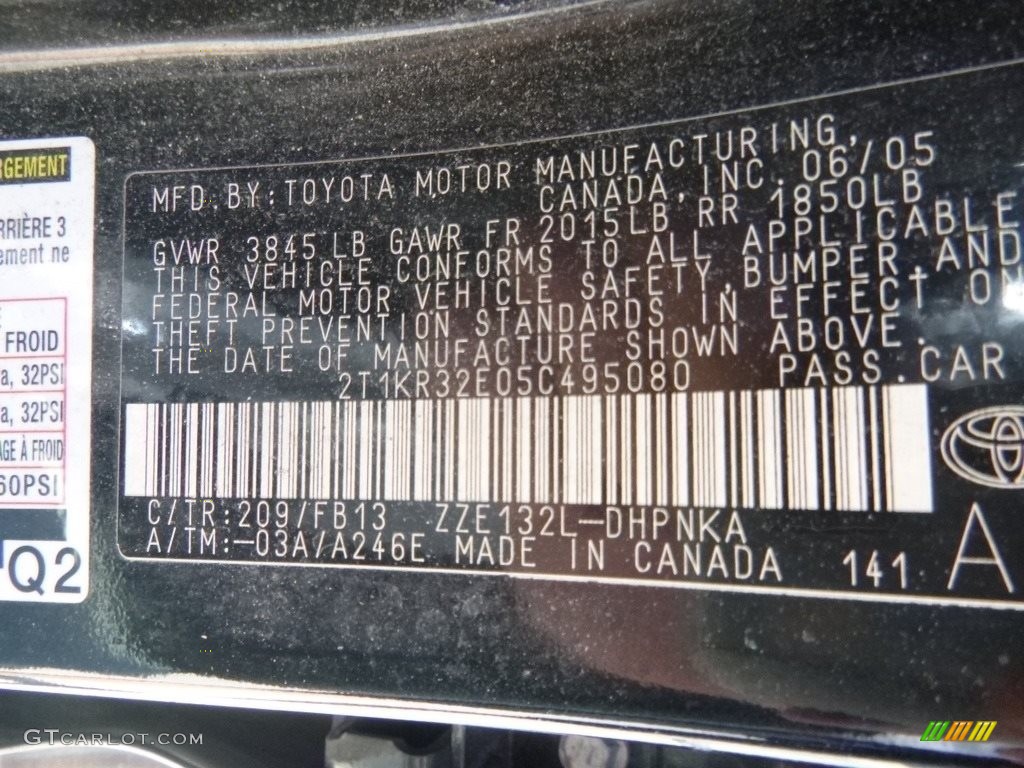 RGEMENT
RRIÈRE 3
ement ne
FROID
a, 32PSI
a, 32PSI
AGE À FROID
60PSI
Q2
MFD. BY: TOYOTA MOTOR MANUFACTURING,
CANADA, INC. 06/05
GVWR 3845LB GAWR FR 2015LB RR 1850LB
THIS VEHICLE CONFORMS TO ALL APPLICABLE
FEDERAL MOTOR VEHICLE SAFETY, BUMPER, AND
THEFT PREVENTION STANDARDS IN EFFECT ON
THE DATE OF MANUFACTURE SHOWN ABOVE.
2T1KR32E05C495080 PASS. CAR
C/TR: 209/FB13 ZZE132L-DHPNKA
A/TM: -03A/A246E MADE IN CANADA 141 A
GTCARLOT.COM